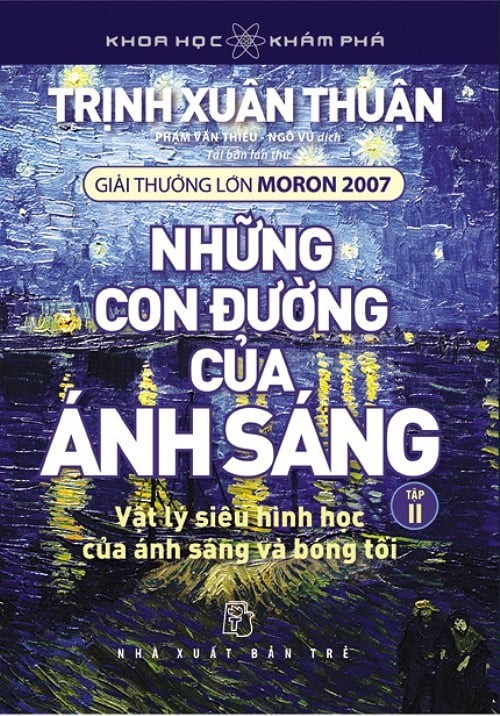 KHOA HỌC KHÁM PHÁ
TRỊNH XUÂN THUẬN
PHẠM VĂN THIỀU - NGÔ VŨ dịch
Tái bản lần thứ
GIẢI THƯỞNG LỚN MORON 2007
NHỮNG
CON ĐƯỜNG
CỦA
ÁNH SÁNG
TẬP
II
Vật lý siêu hình học
của ánh sáng và bóng tối
NHÀ XUẤT BẢN TRẺ